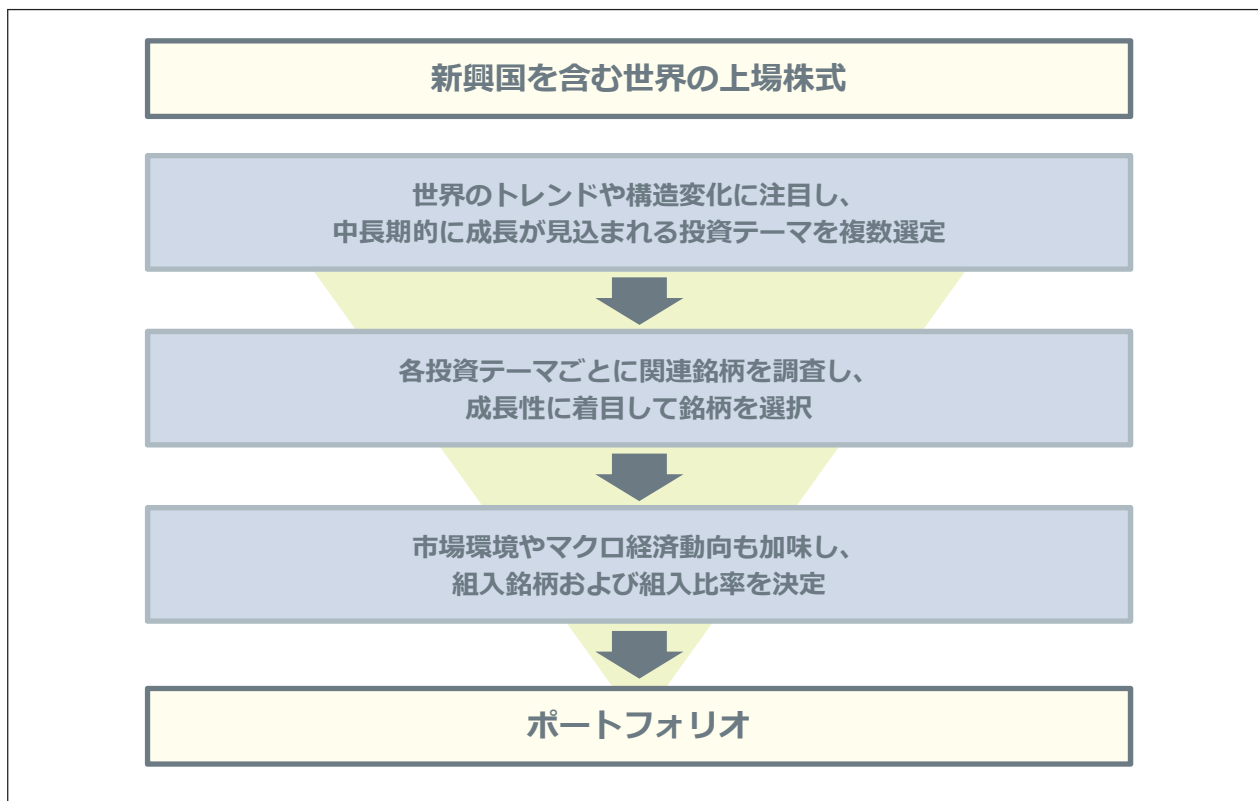 新興国を含む世界の上場株式
世界のトレンドや構造変化に注目し、
中長期的に成長が見込まれる投資テーマを複数選定
各投資テーマごとに関連銘柄を調査し、
成長性に着目して銘柄を選択
市場環境やマクロ経済動向も加味し、
組入銘柄および組入比率を決定
ポートフォリオ